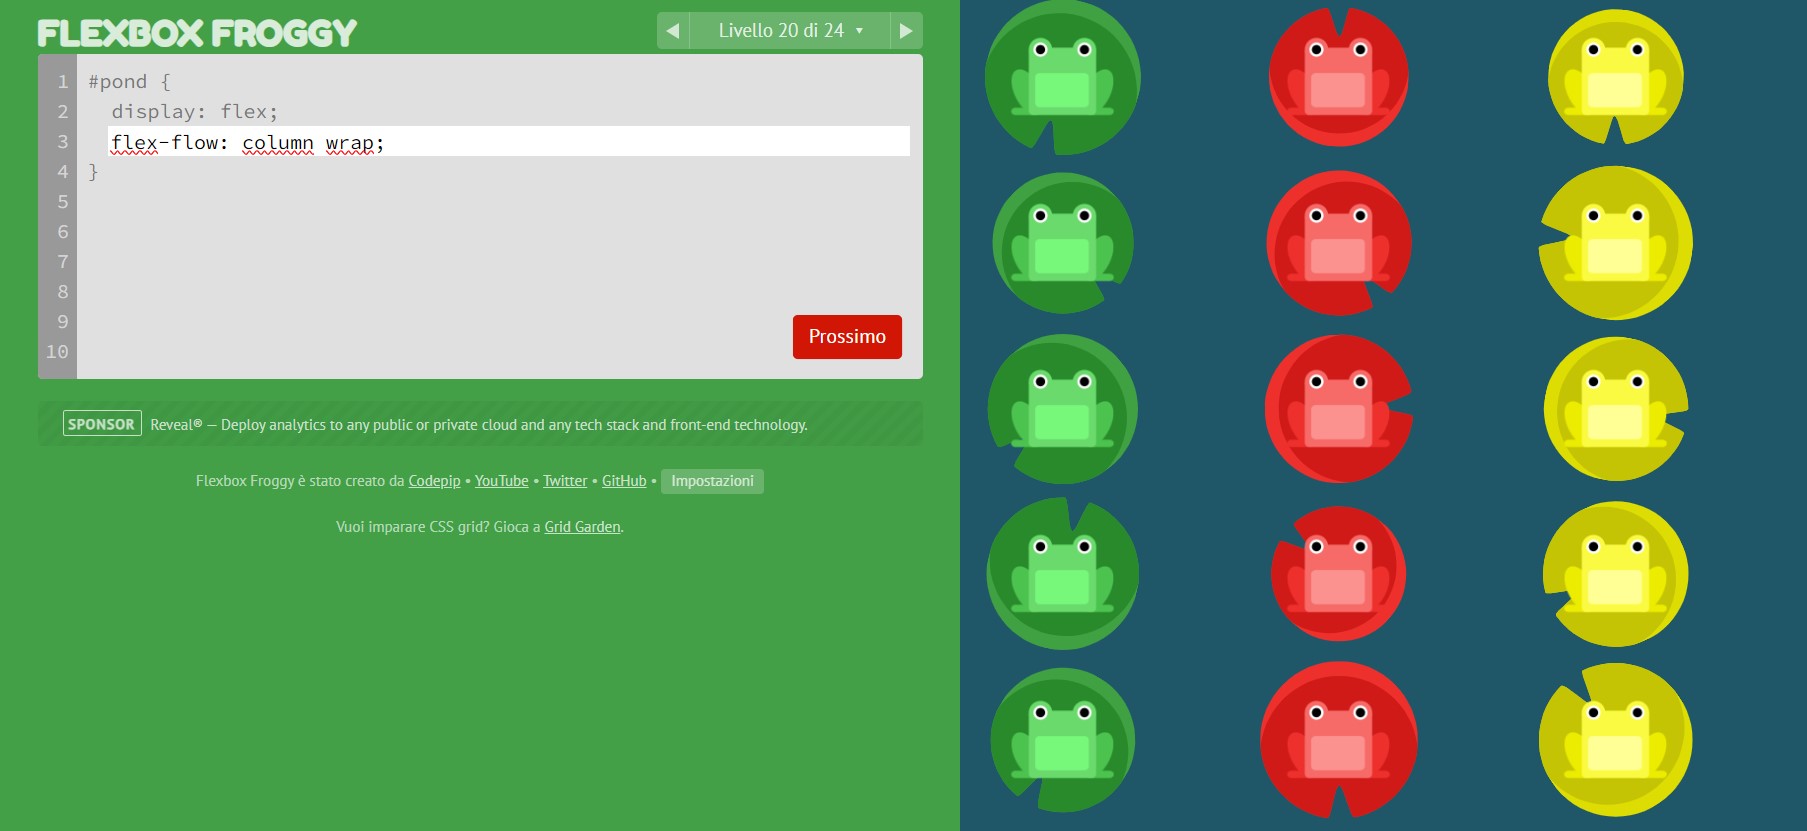 FLEXBOX FROGGY
◀ Livello 20 di 24 ▾ ▶
1 #pond {
2 display: flex;
3 flex-flow: column wrap;
4 }
5
6
7
8
9
10
Prossimo
SPONSOR Reveal® — Deploy analytics to any public or private cloud and any tech stack and front-end technology.
Flexbox Froggy è stato creato da Codepip • YouTube • Twitter • GitHub • Impostazioni
Vuoi imparare CSS grid? Gioca a Grid Garden.